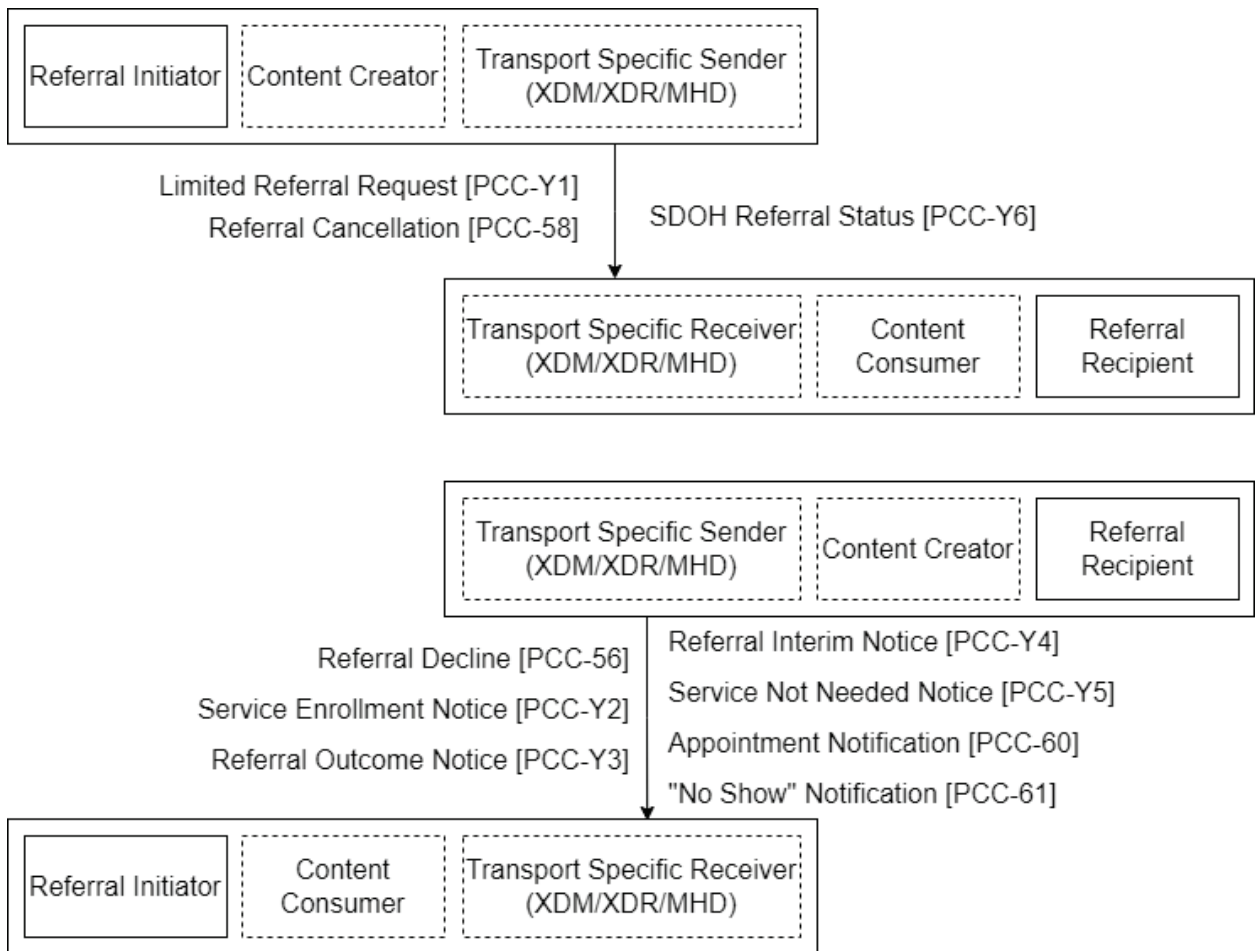 Referral Initiator
Content Creator
Transport Specific Sender
(XDM/XDR/MHD)
Limited Referral Request [PCC-Y1]
Referral Cancellation [PCC-58]
SDOH Referral Status [PCC-Y6]
Transport Specific Receiver
(XDM/XDR/MHD)
Content
Consumer
Referral
Recipient
Transport Specific Sender
(XDM/XDR/MHD)
Content Creator
Referral
Recipient
Referral Decline [PCC-56]
Service Enrollment Notice [PCC-Y2]
Referral Outcome Notice [PCC-Y3]
Referral Interim Notice [PCC-Y4]
Service Not Needed Notice [PCC-Y5]
Appointment Notification [PCC-60]
"No Show" Notification [PCC-61]
Referral Initiator
Content
Consumer
Transport Specific Receiver
(XDM/XDR/MHD)